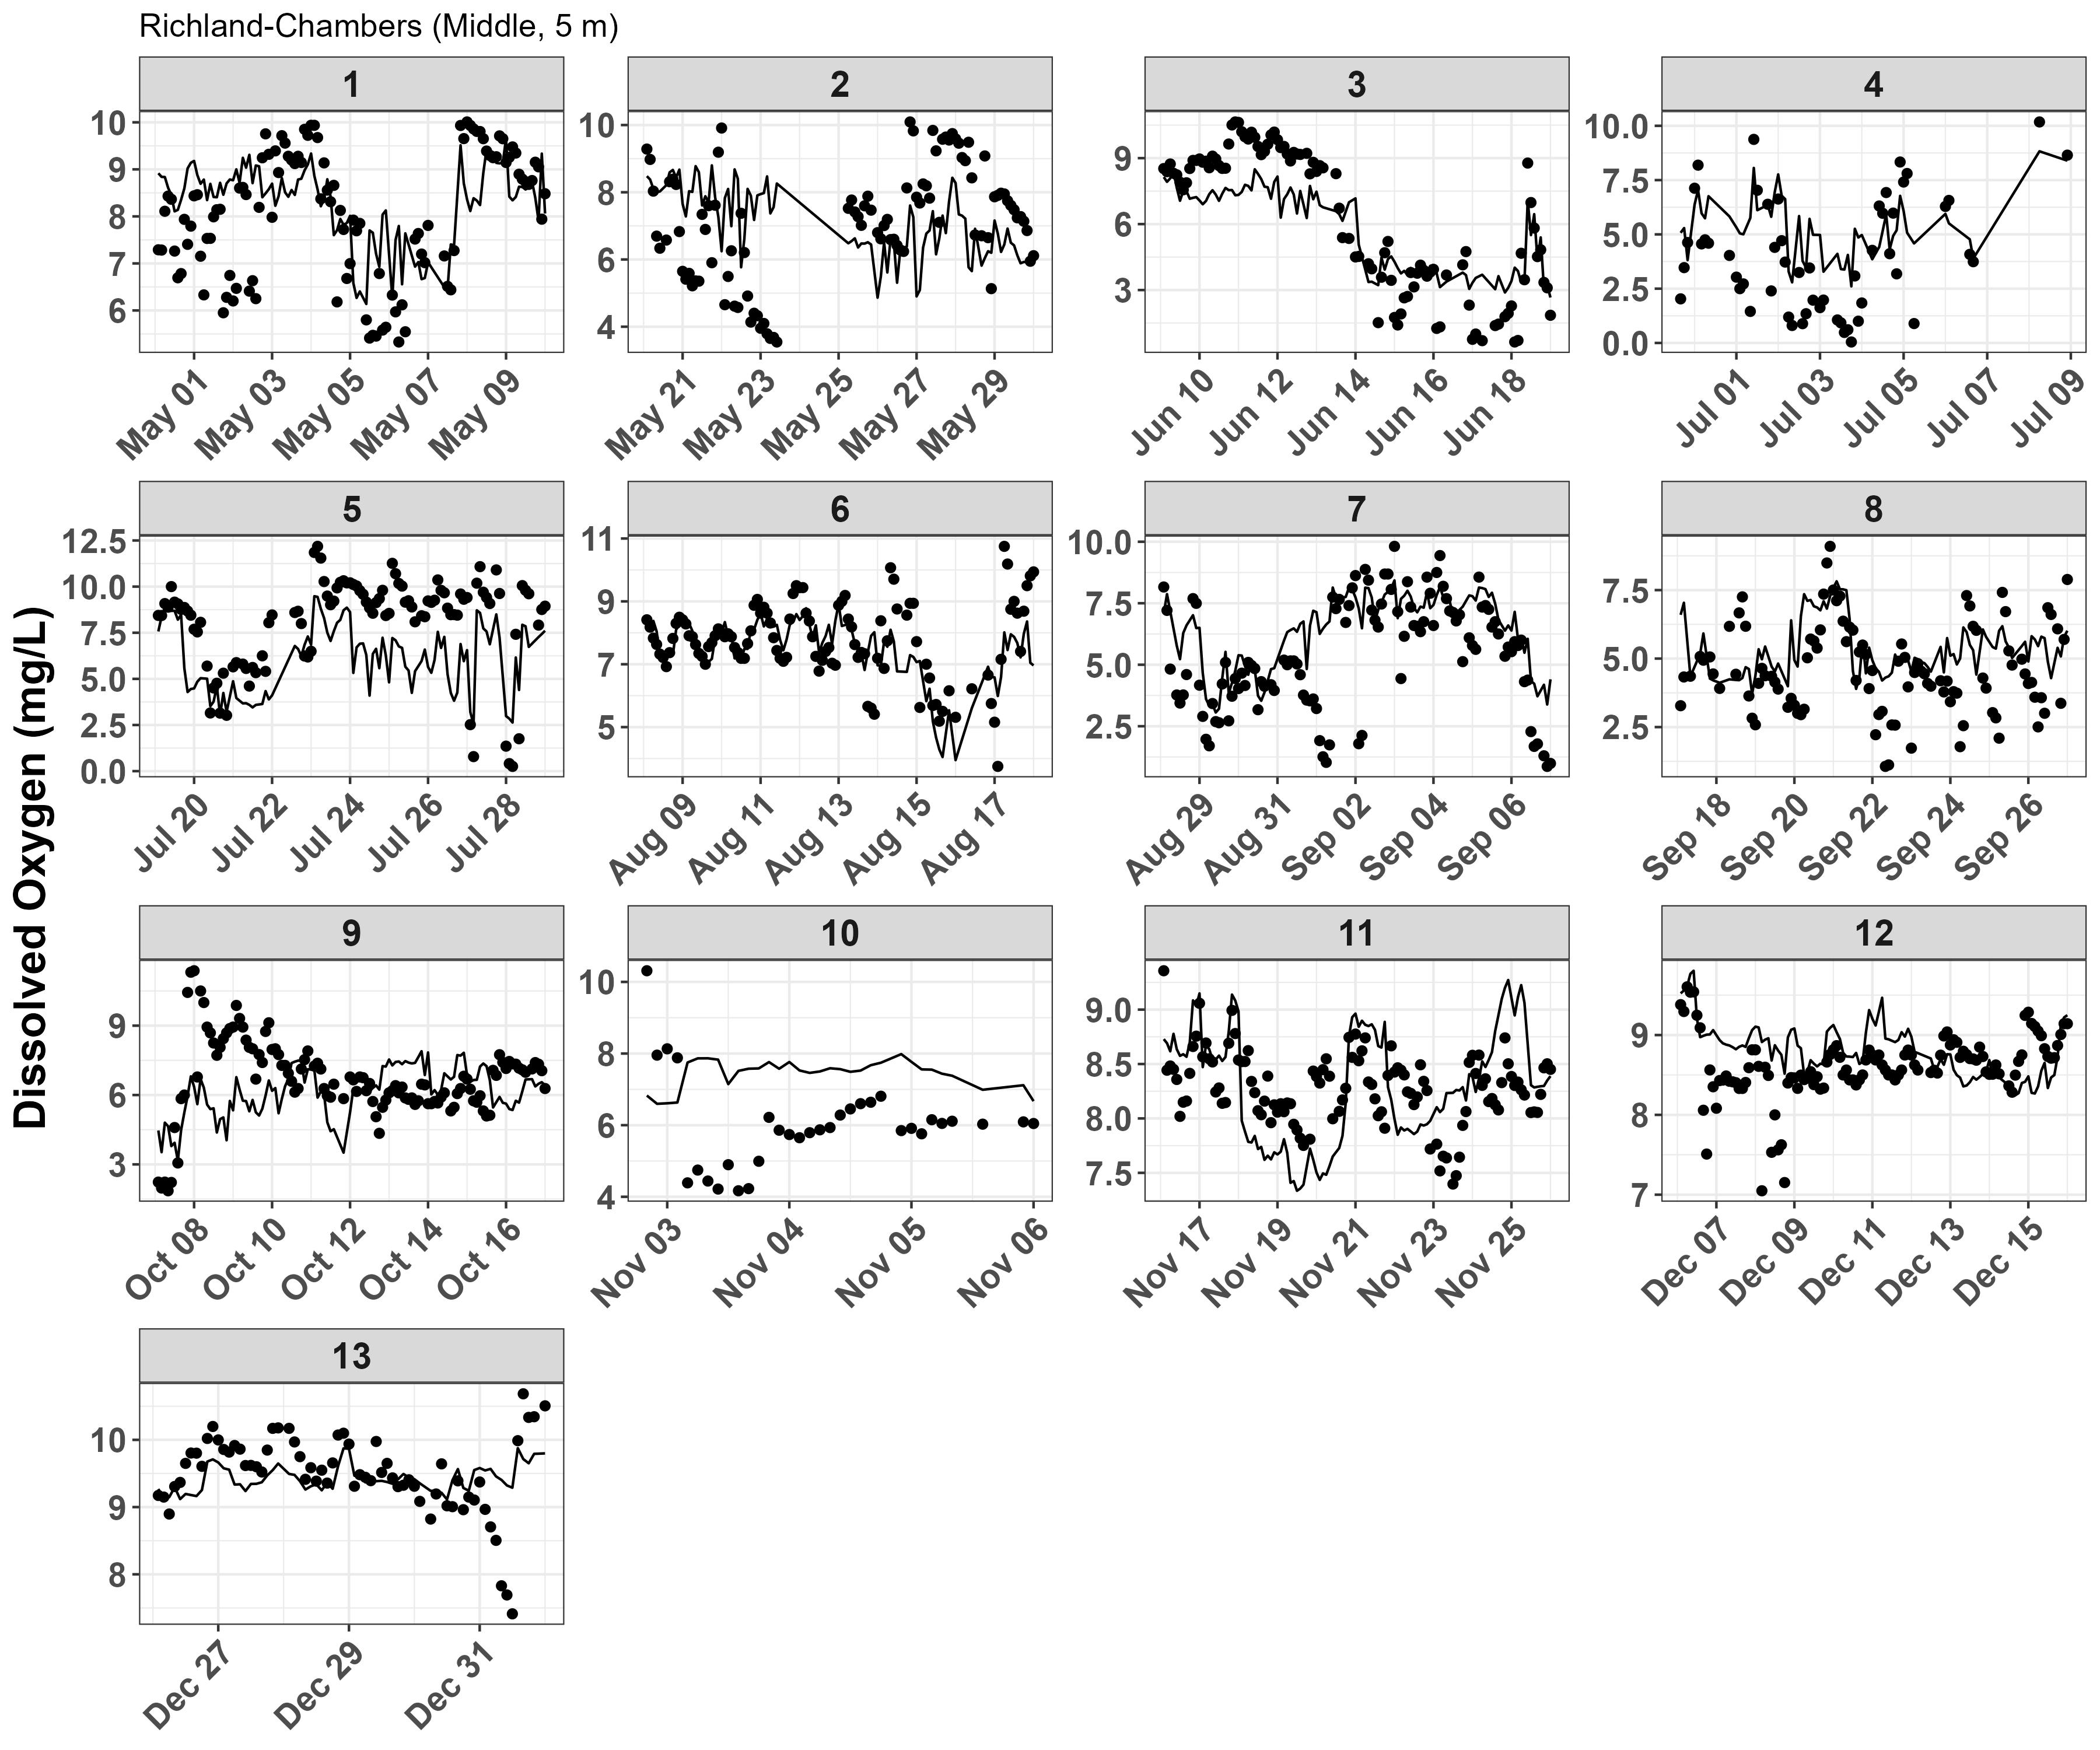 Richland-Chambers (Middle, 5 m)
Dissolved Oxygen (mg/L)
1
10
9
8
7
6
May 01
May 03
May 05
May 07
May 09
2
10
8
6
4
May 21
May 23
May 25
May 27
May 29
3
9
6
3
Jun 10
Jun 12
Jun 14
Jun 16
Jun 18
4
10.0
7.5
5.0
2.5
0.0
Jul 01
Jul 03
Jul 05
Jul 07
Jul 09
5
12.5
10.0
7.5
5.0
2.5
0.0
Jul 20
Jul 22
Jul 24
Jul 26
Jul 28
6
11
9
7
5
Aug 09
Aug 11
Aug 13
Aug 15
Aug 17
7
10.0
7.5
5.0
2.5
Aug 29
Aug 31
Sep 02
Sep 04
Sep 06
8
7.5
5.0
2.5
Sep 18
Sep 20
Sep 22
Sep 24
Sep 26
9
9
6
3
Oct 08
Oct 10
Oct 12
Oct 14
Oct 16
10
10
8
6
4
Nov 03
Nov 04
Nov 05
Nov 06
11
9.0
8.5
8.0
7.5
Nov 17
Nov 19
Nov 21
Nov 23
Nov 25
12
9
8
7
Dec 07
Dec 09
Dec 11
Dec 13
Dec 15
13
10
9
8
Dec 27
Dec 29
Dec 31